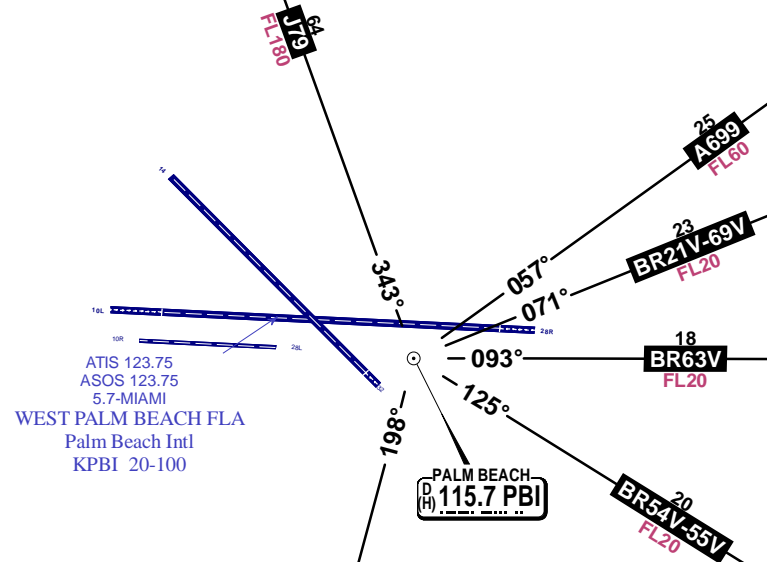 64
J79
FL180
25
A699
FL60
23
BR21V-69V
FL20
343°
057°
071°
14
10L
28R
10R
28L
32
18
093°
BR63V
FL20
ATIS 123.75
ASOS 123.75
5.7-MIAMI
WEST PALM BEACH FLA
Palm Beach Intl
KPBI 20-100
125°
198°
PALM BEACH
D
(H) 115.7 PBI
20
BR54V-55V
FL20